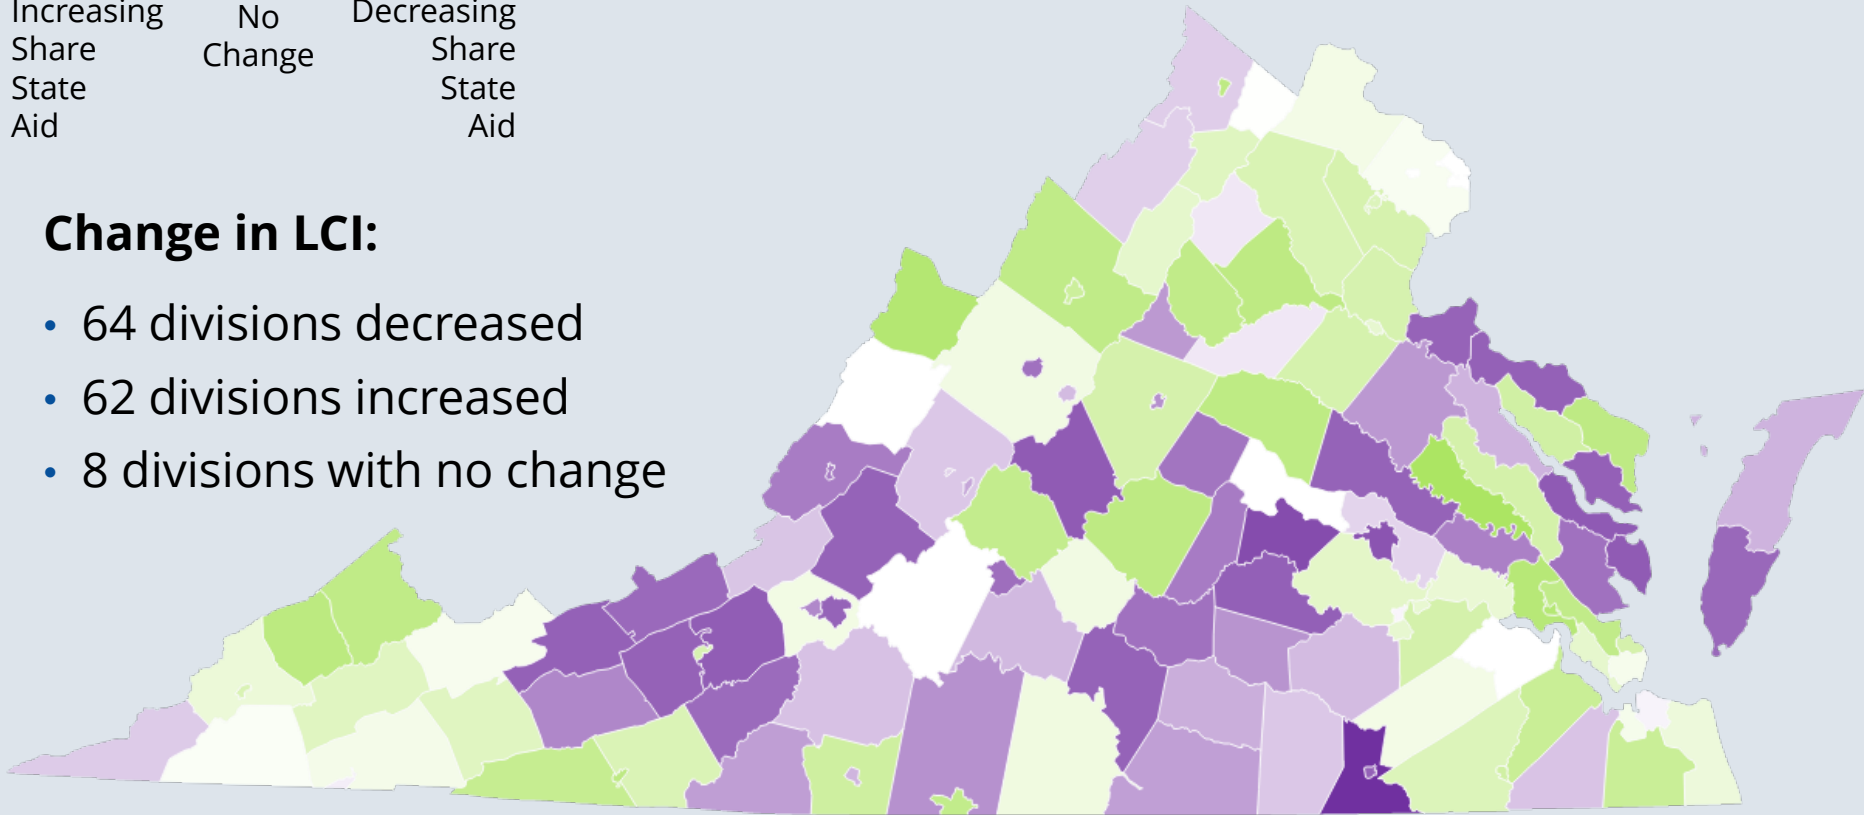 Increasing
Share
State
Aid
No
Change
Decreasing
Share
State
Aid
Change in LCI:
• 64 divisions decreased
• 62 divisions increased
• 8 divisions with no change